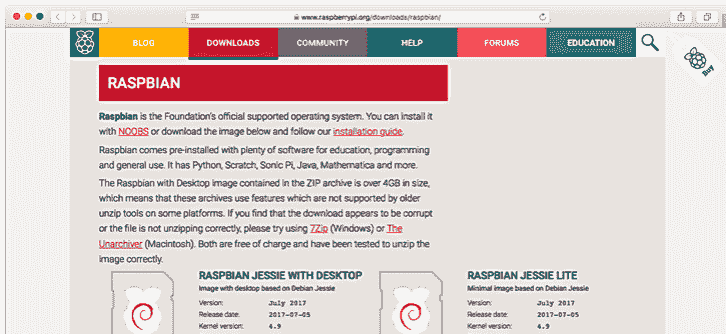 www.raspberrypi.org/downloads/raspbian/
BLOG DOWNLOADS COMMUNITY HELP FORUMS EDUCATION
Buy
RASPBIAN
Raspbian is the Foundation's official supported operating system. You can install it
with NOOBS or download the image below and follow our installation guide.
Raspbian comes pre-installed with plenty of software for education, programming
and general use. It has Python, Scratch, Sonic Pi, Java, Mathematica and more.
The Raspbian with Desktop image contained in the ZIP archive is over 4GB in size,
which means that these archives use features which are not supported by older
unzip tools on some platforms. If you find that the download appears to be corrupt
or the file is not unzipping correctly, please try using 7Zip (Windows) or The
Unarchiver (Macintosh). Both are free of charge and have been tested to unzip the
image correctly.
RASPBIAN JESSIE WITH DESKTOP
Image with desktop based on Debian Jessie
Version: July 2017
Release date: 2017-07-05
Kernel version: 4.9
RASPBIAN JESSIE LITE
Minimal image based on Debian Jessie
Version: July 2017
Release date: 2017-07-05
Kernel version: 4.9